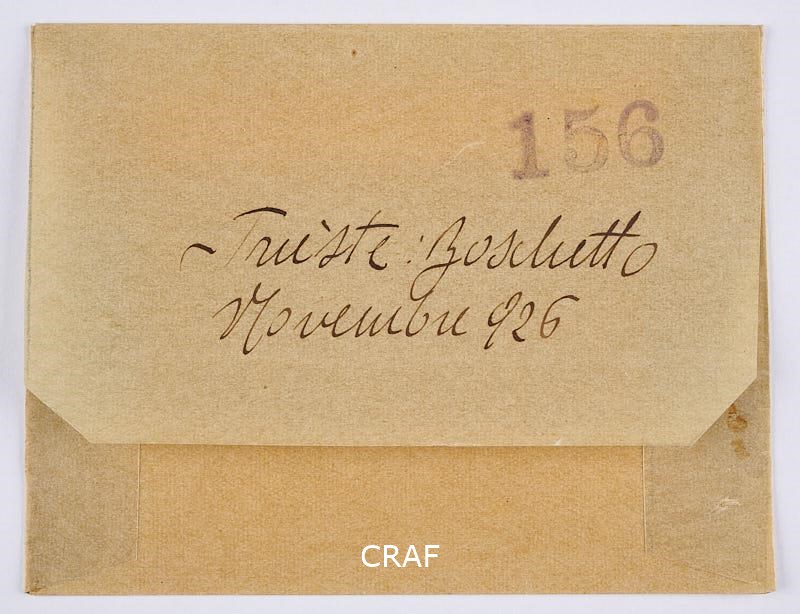 156
Trieste: Boschetto
Novembre 926
CRAF